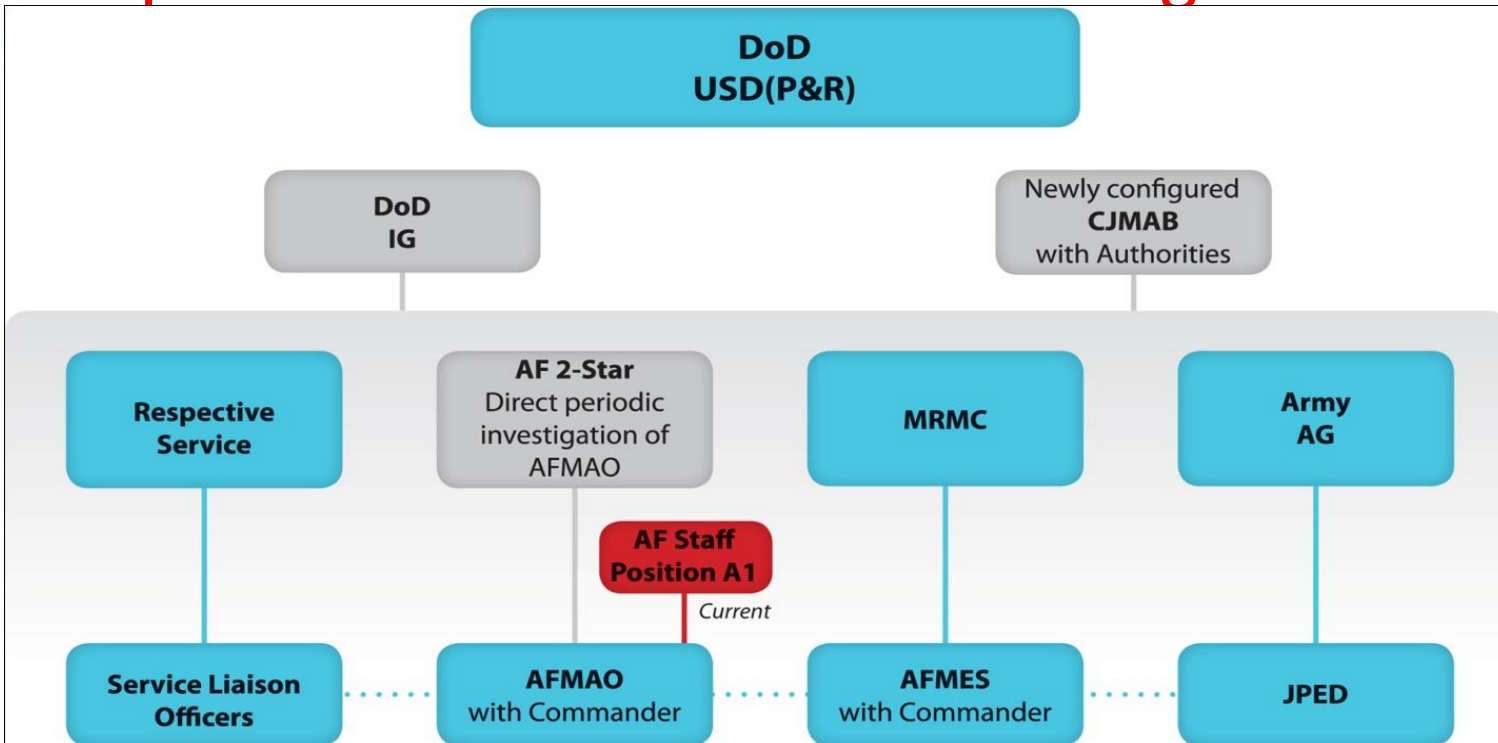 DoD
USD(P&R)
DoD
IG
Newly configured
CJMAB
with Authorities
Respective
Service
AF 2-Star
Direct periodic
investigation of
AFMAO
MRMC
Army
AG
AF Staff
Position A1
Current
Service Liaison
Officers
AFMAO
with Commander
AFMES
with Commander
JPED